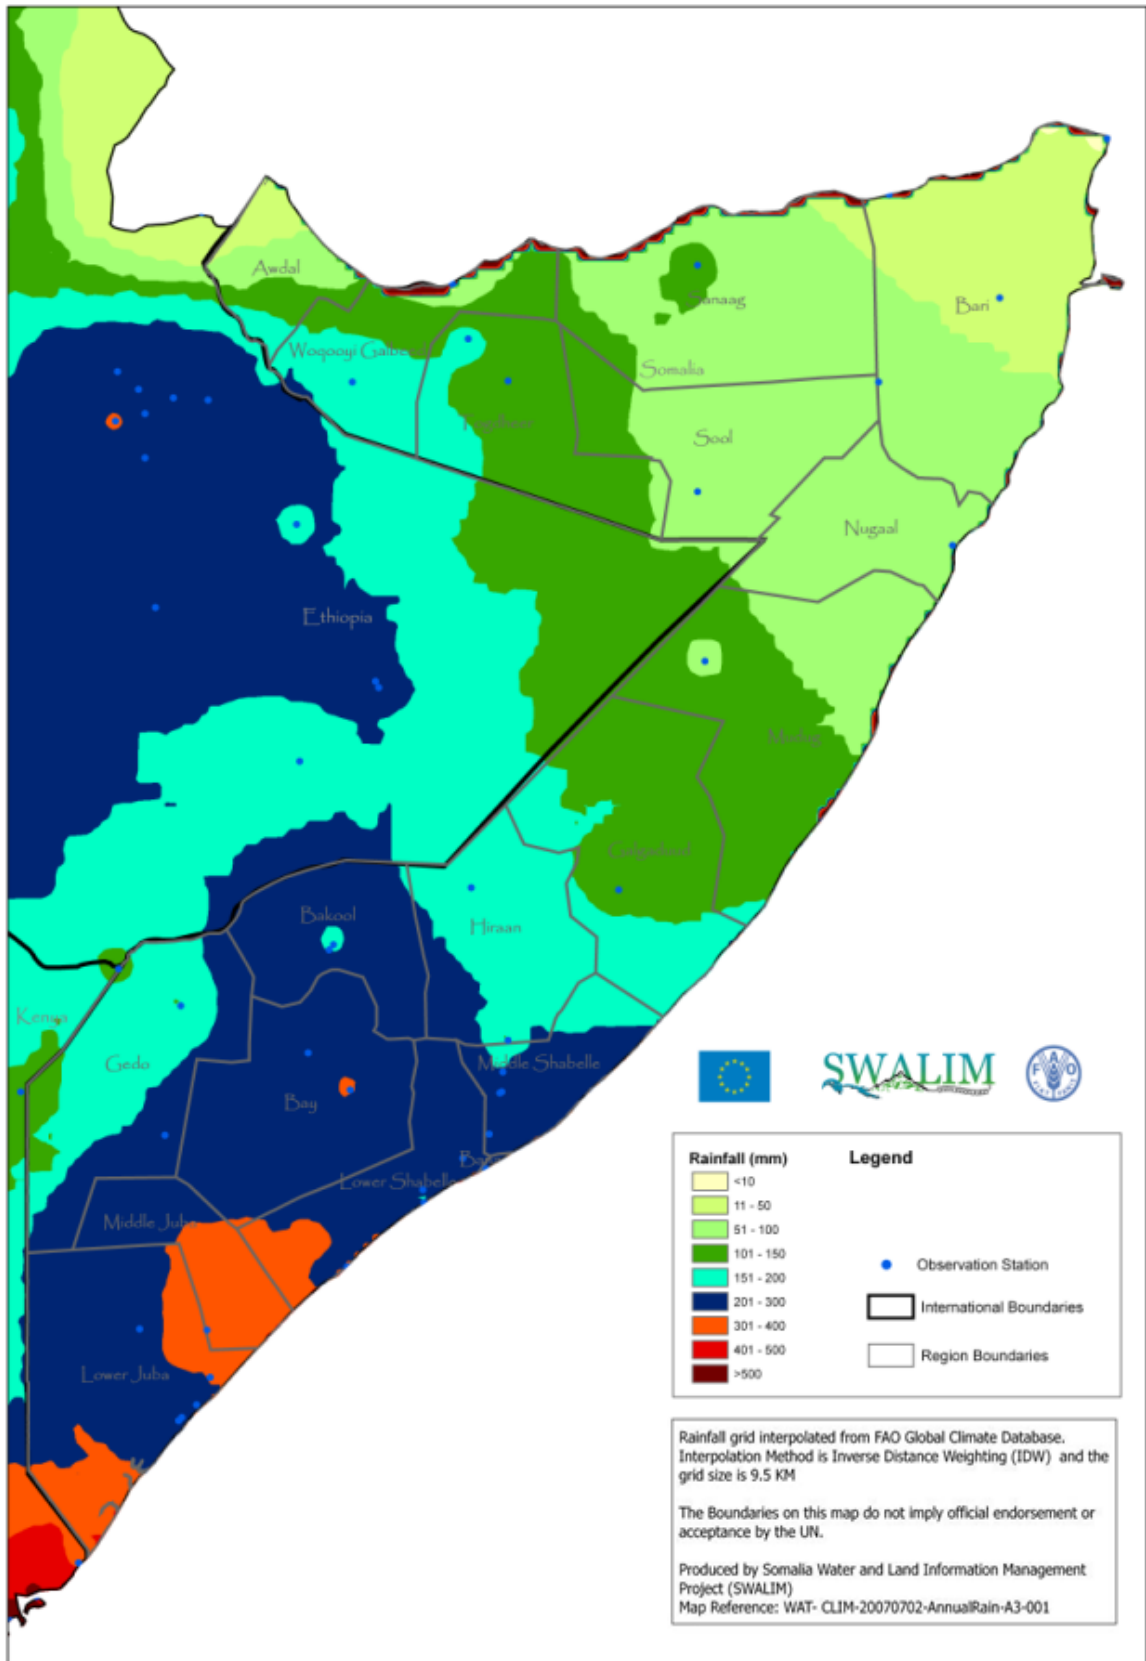 Awdal
Sanaag
Bari
Woqooyi Galbeed
Somalia
Togdheer
Sool
Nugaal
Ethiopia
Mudug
Galgaduud
Bakool
Hiraan
Kenya
Gedo
Middle Shabelle
Bay
Lower Shabelle
Middle Juba
Lower Juba
SWALIM
F A O
FIAT PANIS
Rainfall (mm)
Legend
<10
11 - 50
51 - 100
101 - 150
151 - 200
201 - 300
301 - 400
401 - 500
>500
Observation Station
International Boundaries
Region Boundaries
Rainfall grid interpolated from FAO Global Climate Database.
Interpolation Method is Inverse Distance Weighting (IDW) and the
grid size is 9.5 KM
The Boundaries on this map do not imply official endorsement or
acceptance by the UN.
Produced by Somalia Water and Land Information Management
Project (SWALIM)
Map Reference: WAT- CLIM-20070702-AnnualRain-A3-001